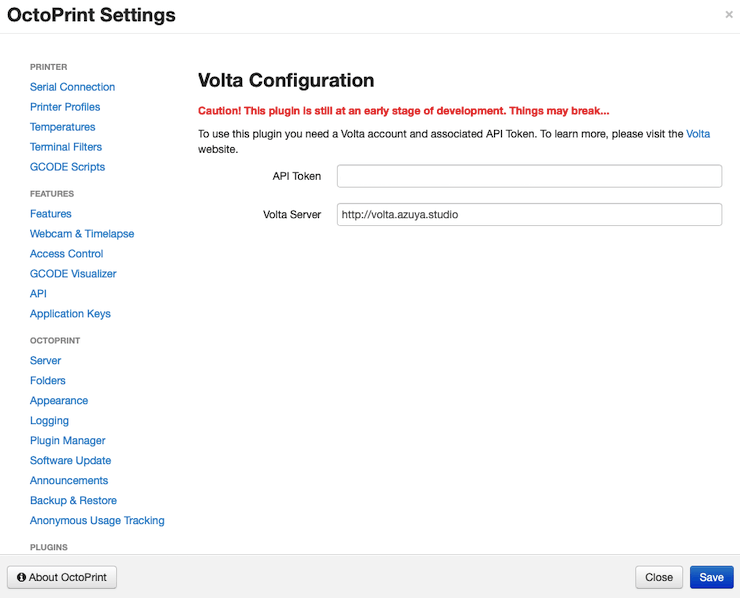 OctoPrint Settings
×
PRINTER
Serial Connection
Printer Profiles
Temperatures
Terminal Filters
GCODE Scripts
FEATURES
Features
Webcam & Timelapse
Access Control
GCODE Visualizer
API
Application Keys
OCTOPRINT
Server
Folders
Appearance
Logging
Plugin Manager
Software Update
Announcements
Backup & Restore
Anonymous Usage Tracking
PLUGINS
Volta Configuration
Caution! This plugin is still at an early stage of development. Things may break...
To use this plugin you need a Volta account and associated API Token. To learn more, please visit the Volta
website.
API Token
Volta Server http://volta.azuya.studio
About OctoPrint
Close
Save